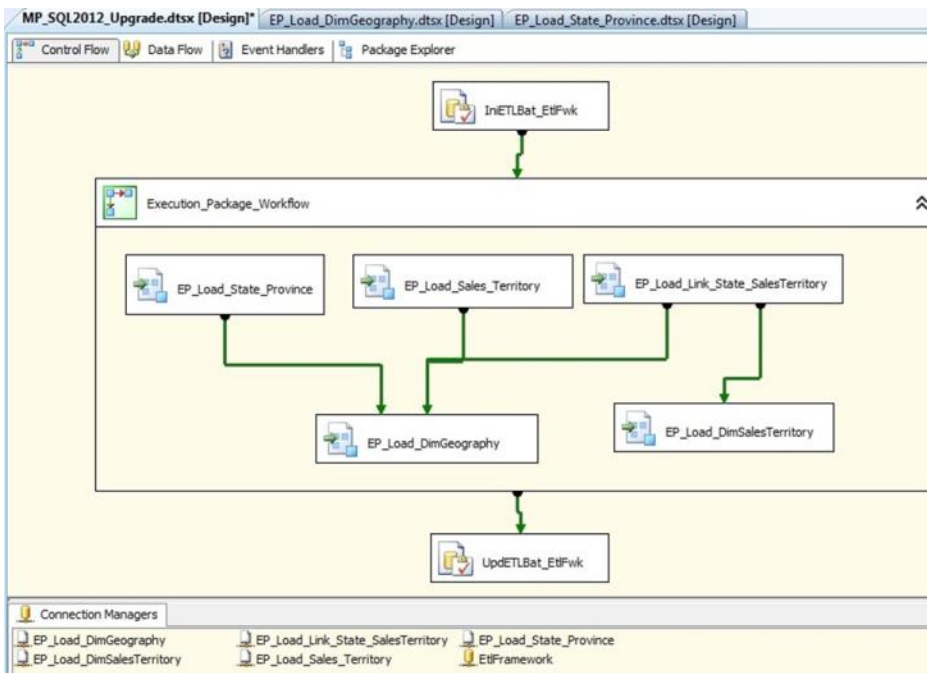 MP_SQL2012_Upgrade.dtsx [Design]* EP_Load_DimGeography.dtsx [Design] EP_Load_State_Province.dtsx [Design]
Control Flow Data Flow Event Handlers Package Explorer
IniETLBat_EtlFwk
Execution_Package_Workflow
EP_Load_State_Province EP_Load_Sales_Territory EP_Load_Link_State_SalesTerritory
EP_Load_DimGeography EP_Load_DimSalesTerritory
UpdETLBat_EtlFwk
Connection Managers
EP_Load_DimGeography EP_Load_Link_State_SalesTerritory EP_Load_State_Province
EP_Load_DimSalesTerritory EP_Load_Sales_Territory EtlFramework